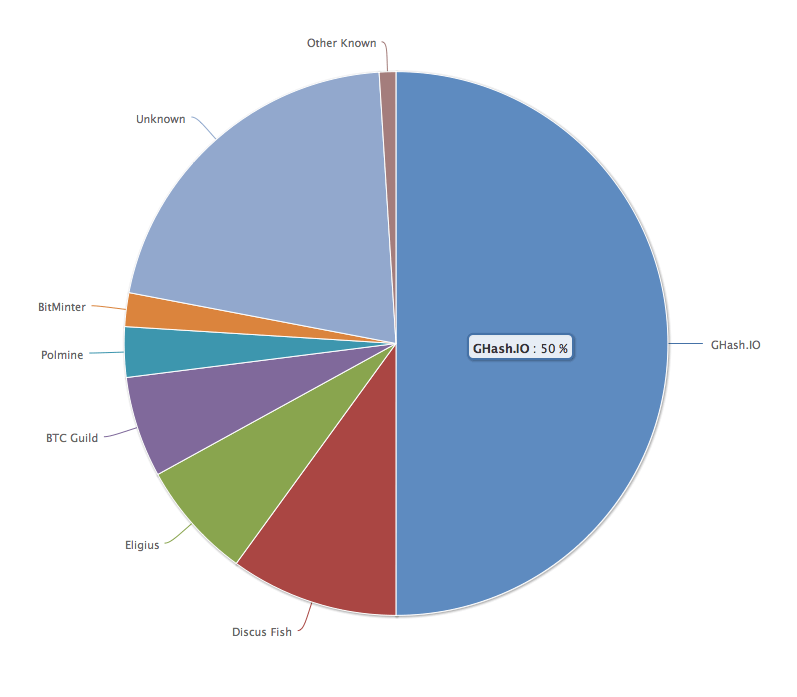 Other Known
Unknown
BitMinter
GHash.IO : 50 %
GHash.IO
Polmine
BTC Guild
Eligius
Discus Fish